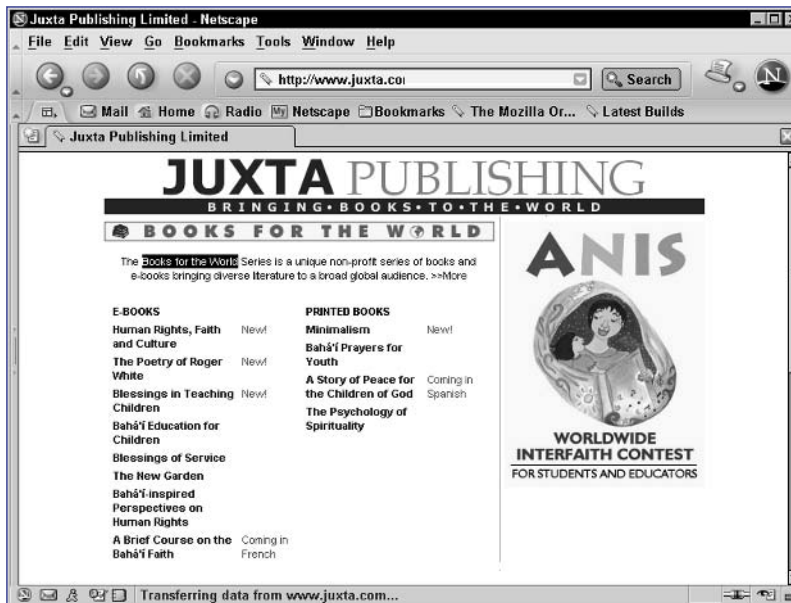 Juxta Publishing Limited - Netscape
File Edit View Go Bookmarks Tools Window Help
http://www.juxta.co
Search
N
Mail Home Radio My Netscape Bookmarks The Mozilla Or... Latest Builds
Juxta Publishing Limited
JUXTA PUBLISHING
BRINGING•BOOKS•TO•THE•WORLD
BOOKS FOR THE WORLD
The Books for the World Series is a unique non-profit series of books and
e-books bringing diverse literature to a broad global audience. >>More
E-BOOKS
Human Rights, Faith New!
and Culture
The Poetry of Roger New!
White
Blessings in Teaching New!
Children
Bahá'í Education for
Children
Blessings of Service
The New Garden
Bahá'í-inspired
Perspectives on
Human Rights
A Brief Course on the Coming in
Bahá'í Faith French
PRINTED BOOKS
Minimalism New!
Bahá'í Prayers for
Youth
A Story of Peace for Coming in
the Children of God Spanish
The Psychology of
Spirituality
ANIS
WORLDWIDE
INTERFAITH CONTEST
FOR STUDENTS AND EDUCATORS
Transferring data from www.juxta.com...